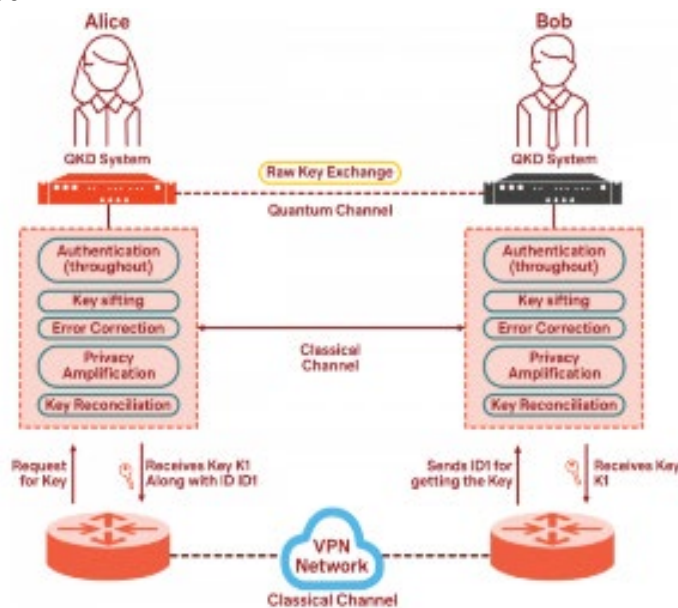 Alice
Bob
QKD System
QKD System
Raw Key Exchange
Quantum Channel
Authentication
(throughout)
Key sifting
Error Correction
Privacy
Amplification
Key Reconciliation
Classical
Channel
Authentication
(throughout)
Key sifting
Error Correction
Privacy
Amplification
Key Reconciliation
Request
for Key
Receives Key K1
Along with ID ID1
Sends ID1 for
getting the Key
Receives Key
K1
VPN
Network
Classical Channel